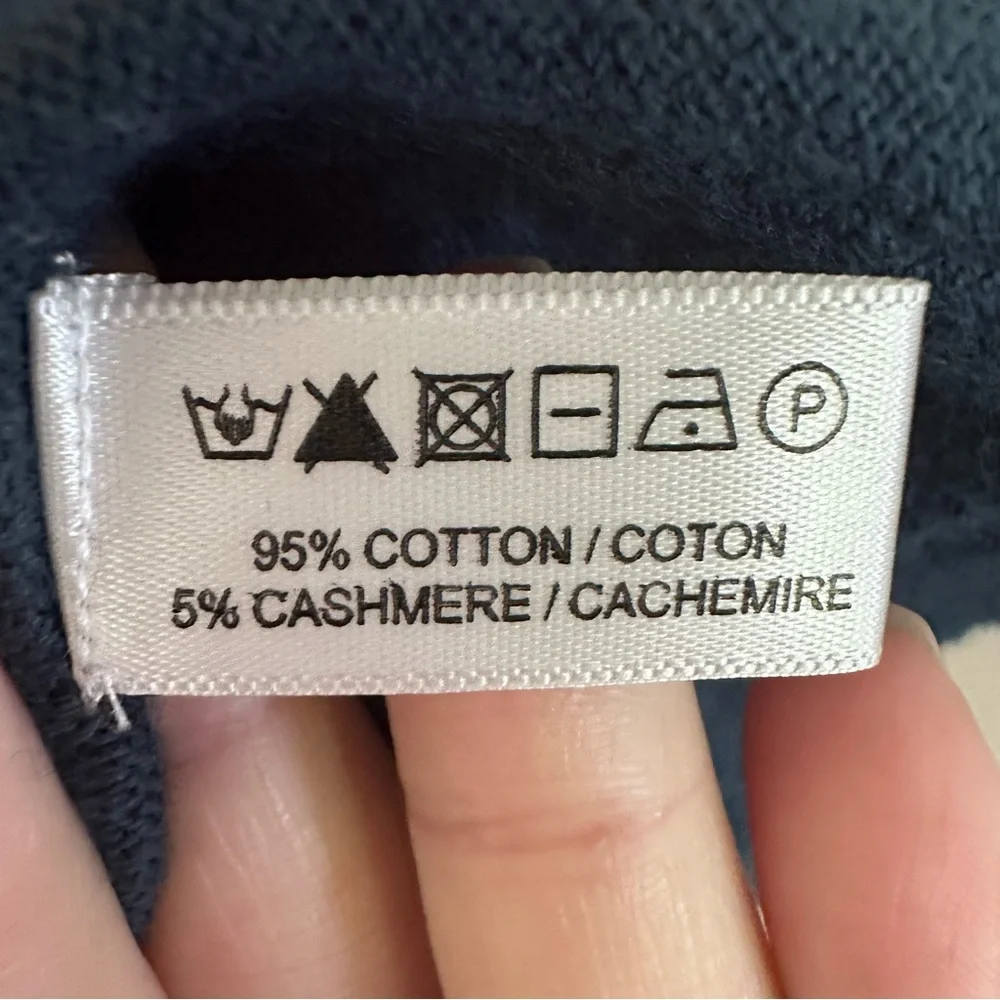 P
95% COTTON / COTON
5% CASHMERE / CACHEMIRE